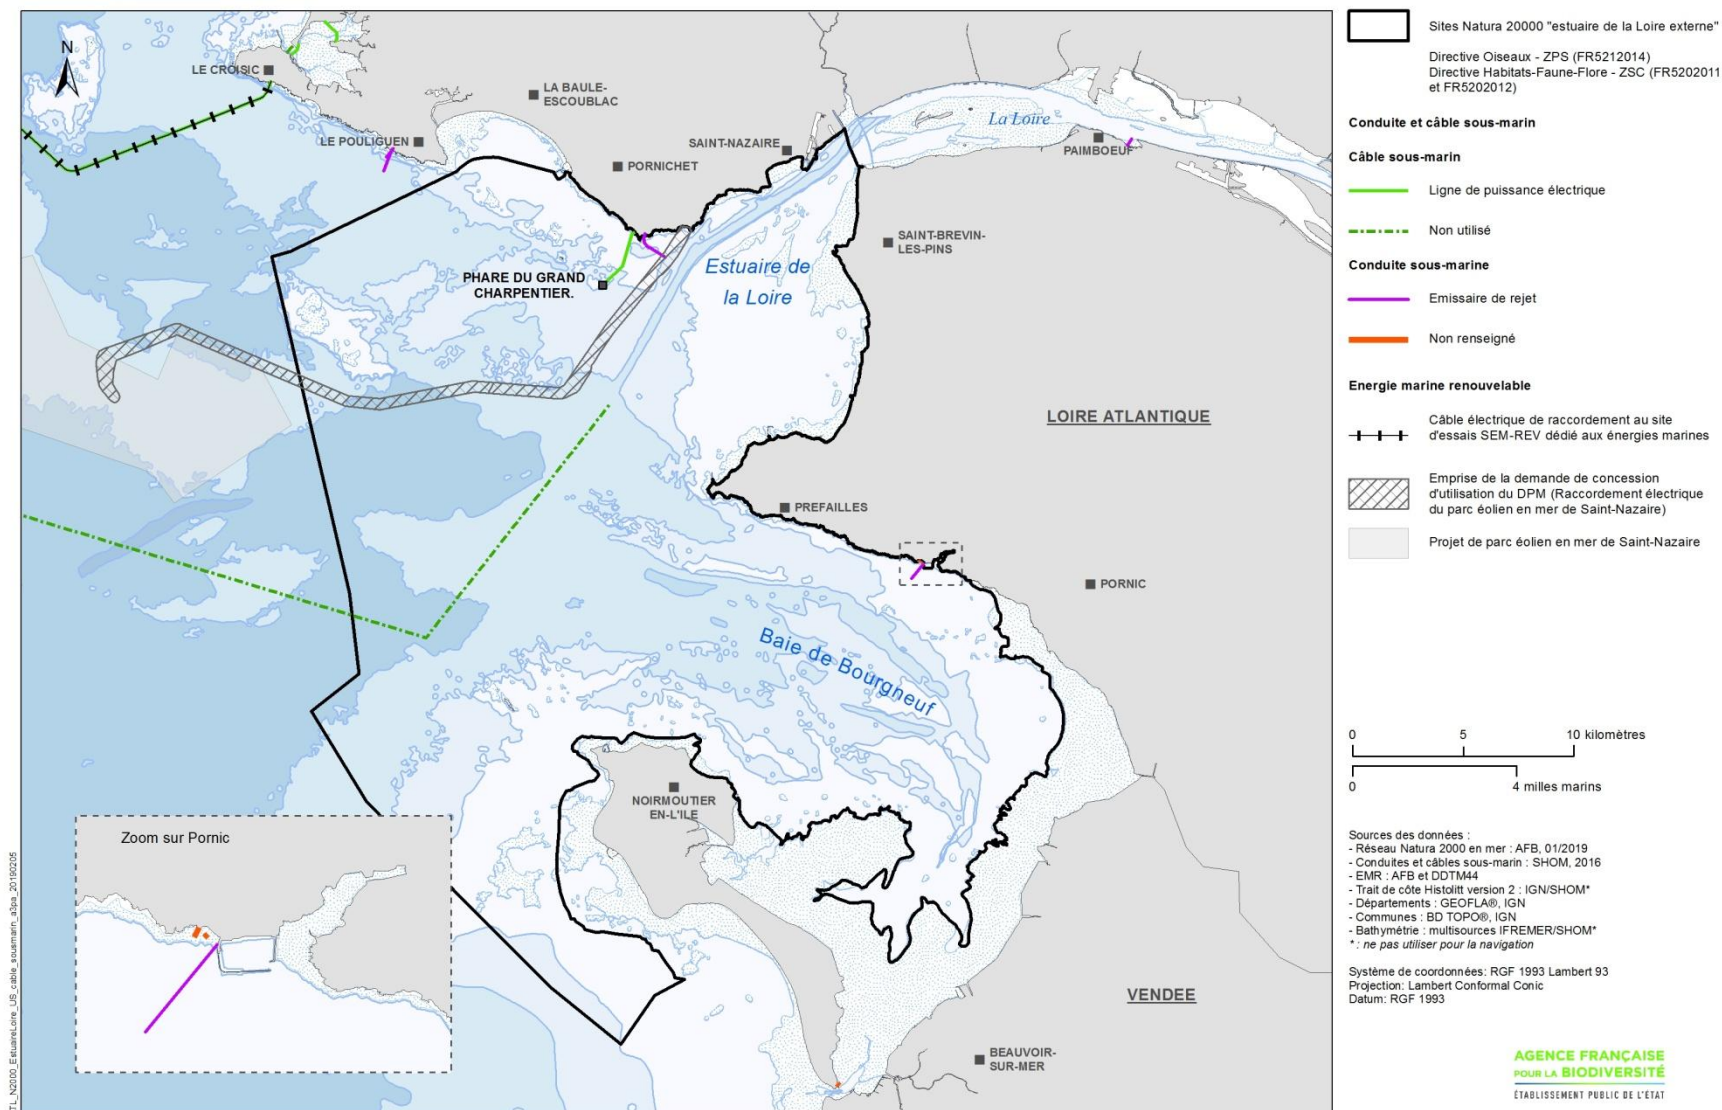 N
LE CROISIC
LA BAULE-
ESCOUBLAC
LE POULIGUEN
PORNICHET
SAINT-NAZAIRE
La Loire
PAIMBOEUF
SAINT-BREVIN-
LES-PINS
PHARE DU GRAND
CHARPENTIER.
Estuaire de
la Loire
LOIRE ATLANTIQUE
PREFAILLES
PORNIC
Baie de Bourgneuf
NOIRMOUTIER
EN-L'ILE
Zoom sur Pornic
VENDEE
BEAUVOIR-
SUR-MER
T_L_N2000_EstuaireLoire_US_cable_sousmarin_a3pa_20190205
Sites Natura 20000 "estuaire de la Loire externe"
Directive Oiseaux - ZPS (FR5212014)
Directive Habitats-Faune-Flore - ZSC (FR5202011
et FR5202012)
Conduite et câble sous-marin
Câble sous-marin
Ligne de puissance électrique
Non utilisé
Conduite sous-marine
Emissaire de rejet
Non renseigné
Energie marine renouvelable
Câble électrique de raccordement au site
d'essais SEM-REV dédié aux énergies marines
Emprise de la demande de concession
d'utilisation du DPM (Raccordement électrique
du parc éolien en mer de Saint-Nazaire)
Projet de parc éolien en mer de Saint-Nazaire
0 5 10 kilomètres
0 4 milles marins
Sources des données :
- Réseau Natura 2000 en mer : AFB, 01/2019
- Conduites et câbles sous-marin : SHOM, 2016
- EMR : AFB et DDTM44
- Trait de côte Histolitt version 2 : IGN/SHOM*
- Départements : GEOFLA®, IGN
- Communes : BD TOPO®, IGN
- Bathymétrie : multisources IFREMER/SHOM*
* : ne pas utiliser pour la navigation
Système de coordonnées: RGF 1993 Lambert 93
Projection: Lambert Conformal Conic
Datum: RGF 1993
AGENCE FRANÇAISE
POUR LA BIODIVERSITÉ
ÉTABLISSEMENT PUBLIC DE L'ÉTAT